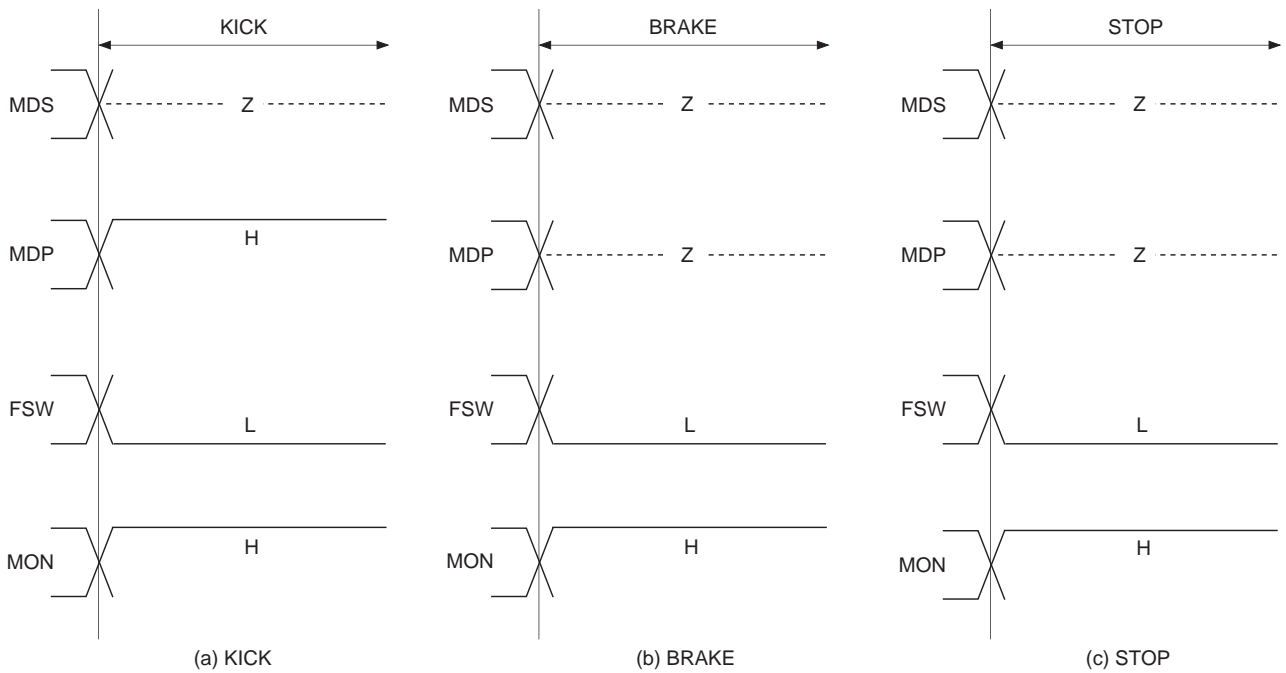 KICK
MDS
Z
MDP
H
FSW
L
MON
H
(a) KICK
BRAKE
MDS
Z
MDP
Z
FSW
L
MON
H
(b) BRAKE
STOP
MDS
Z
MDP
Z
FSW
L
MON
H
(c) STOP